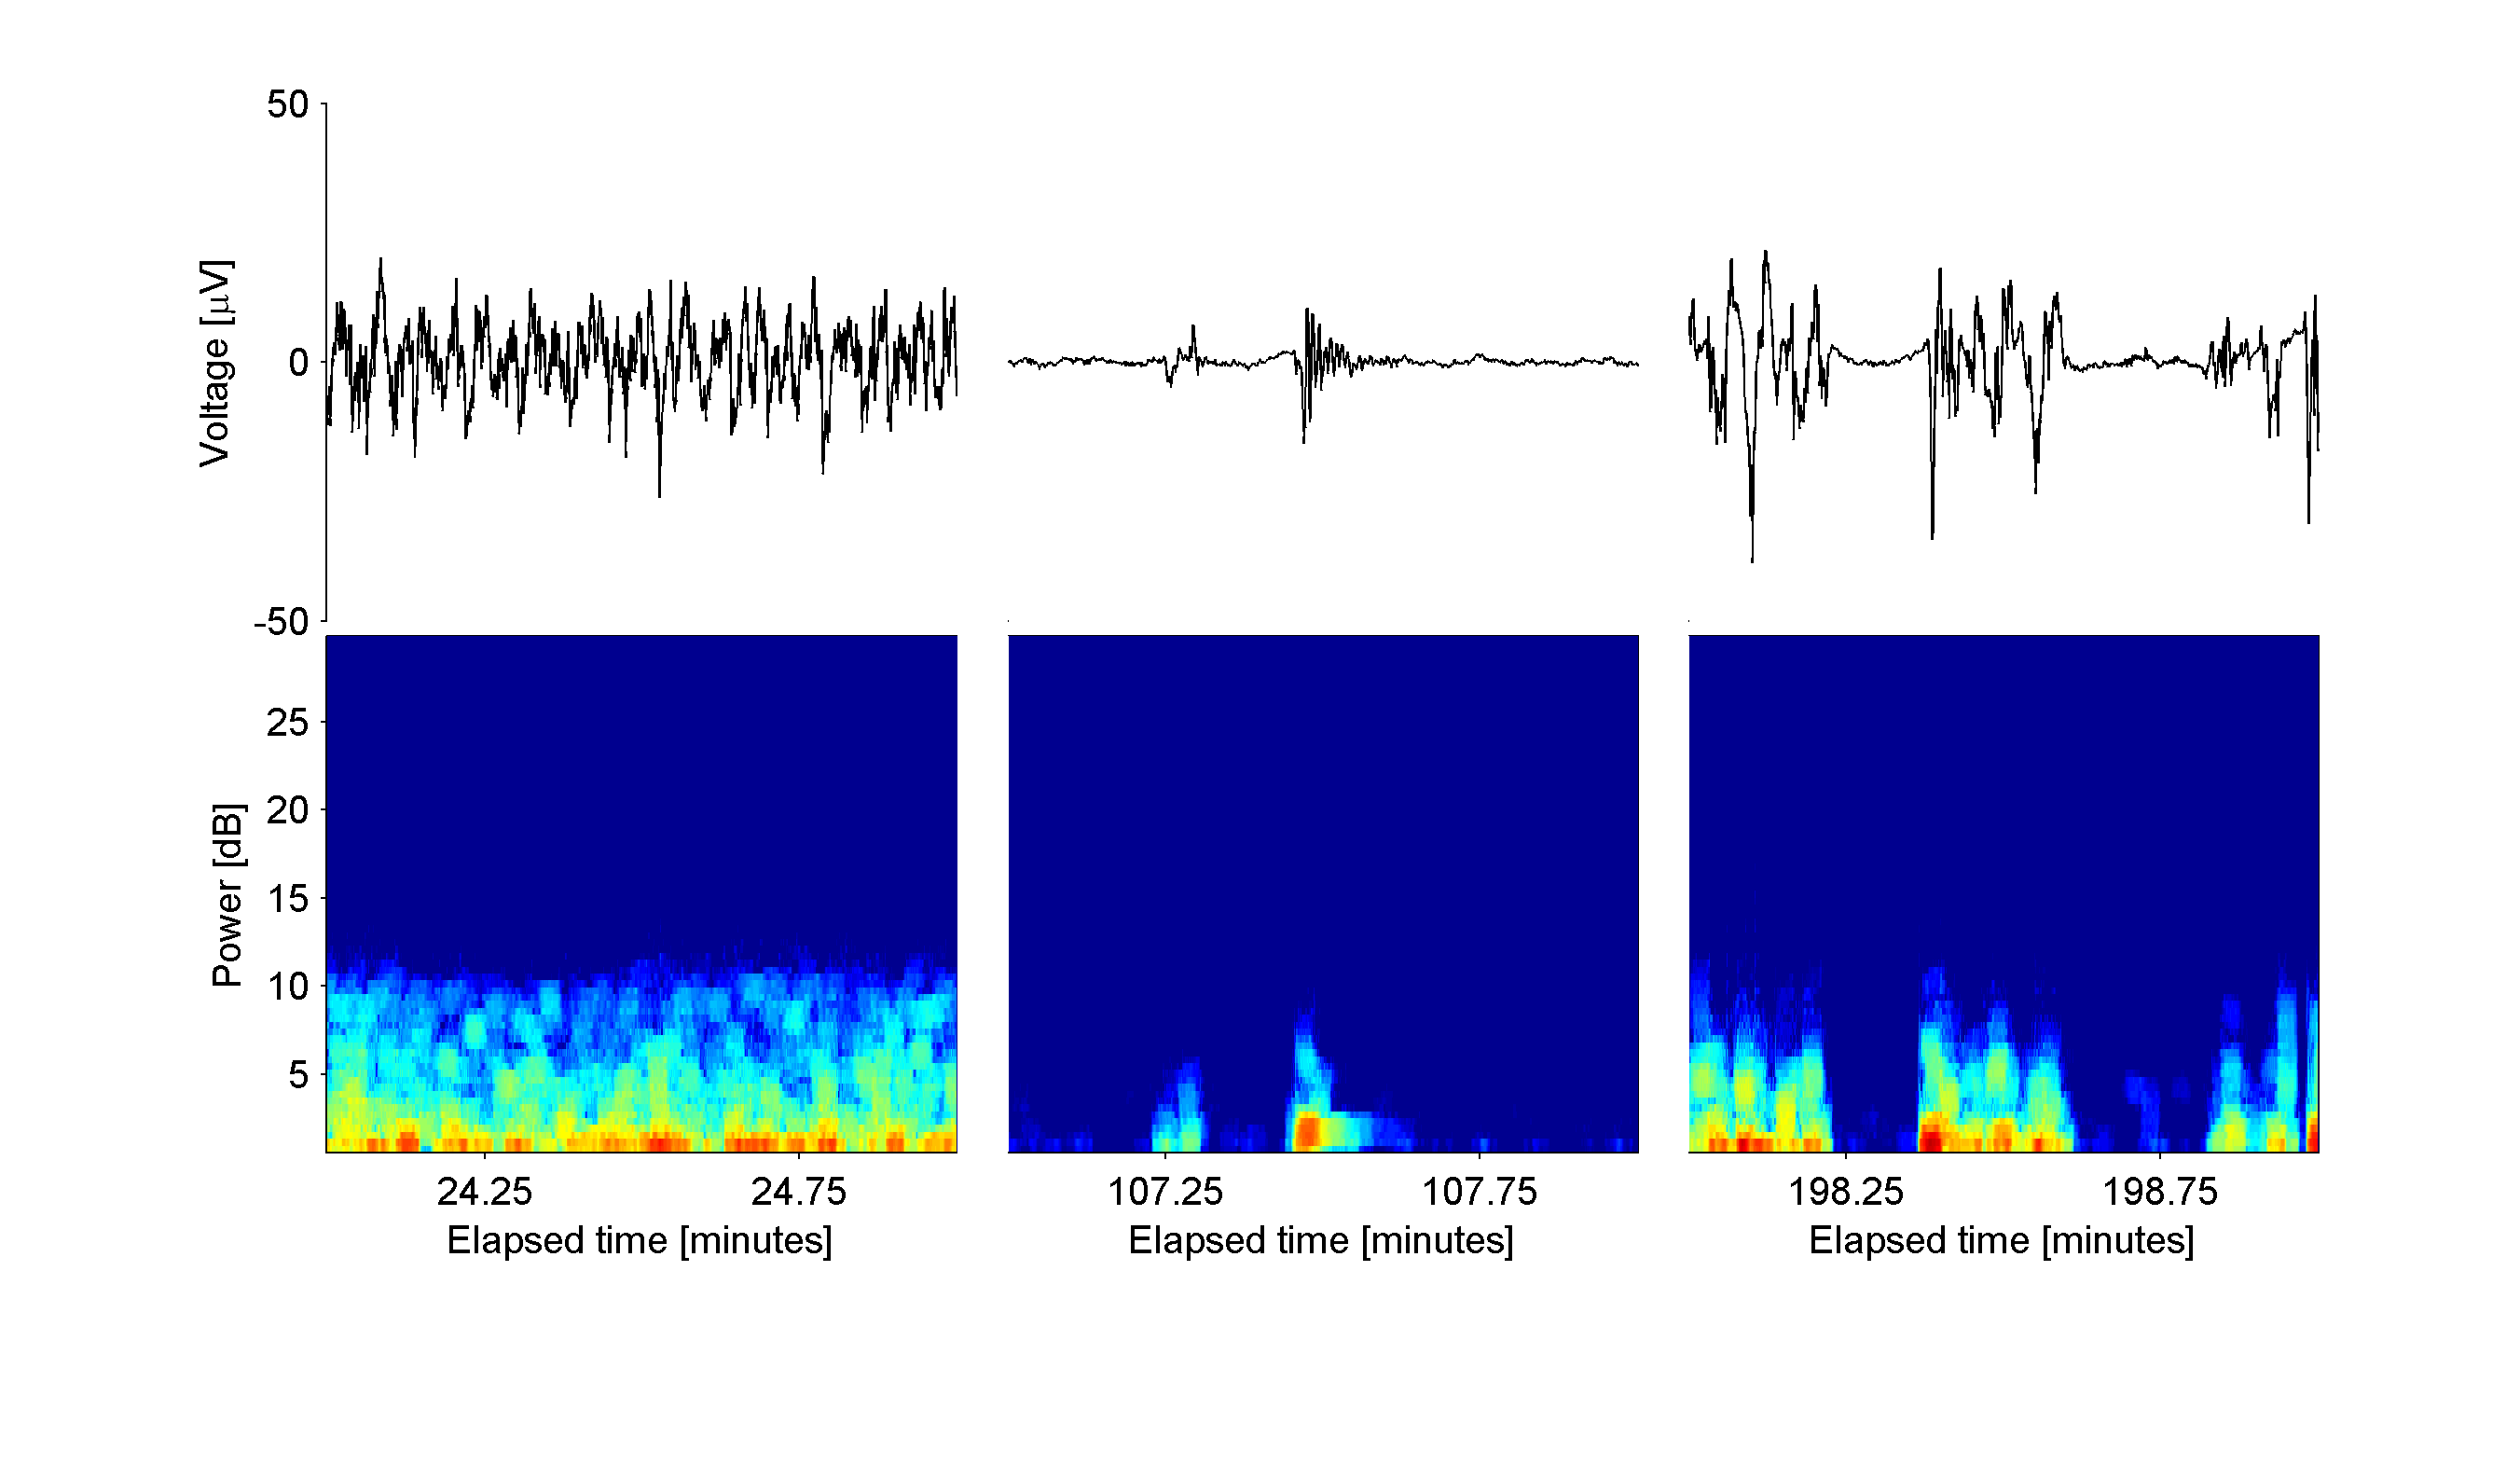 50
0
-50
Voltage [μV]
25
20
15
10
5
Power [dB]
24.25 24.75 107.25 107.75 198.25 198.75
Elapsed time [minutes] Elapsed time [minutes] Elapsed time [minutes]